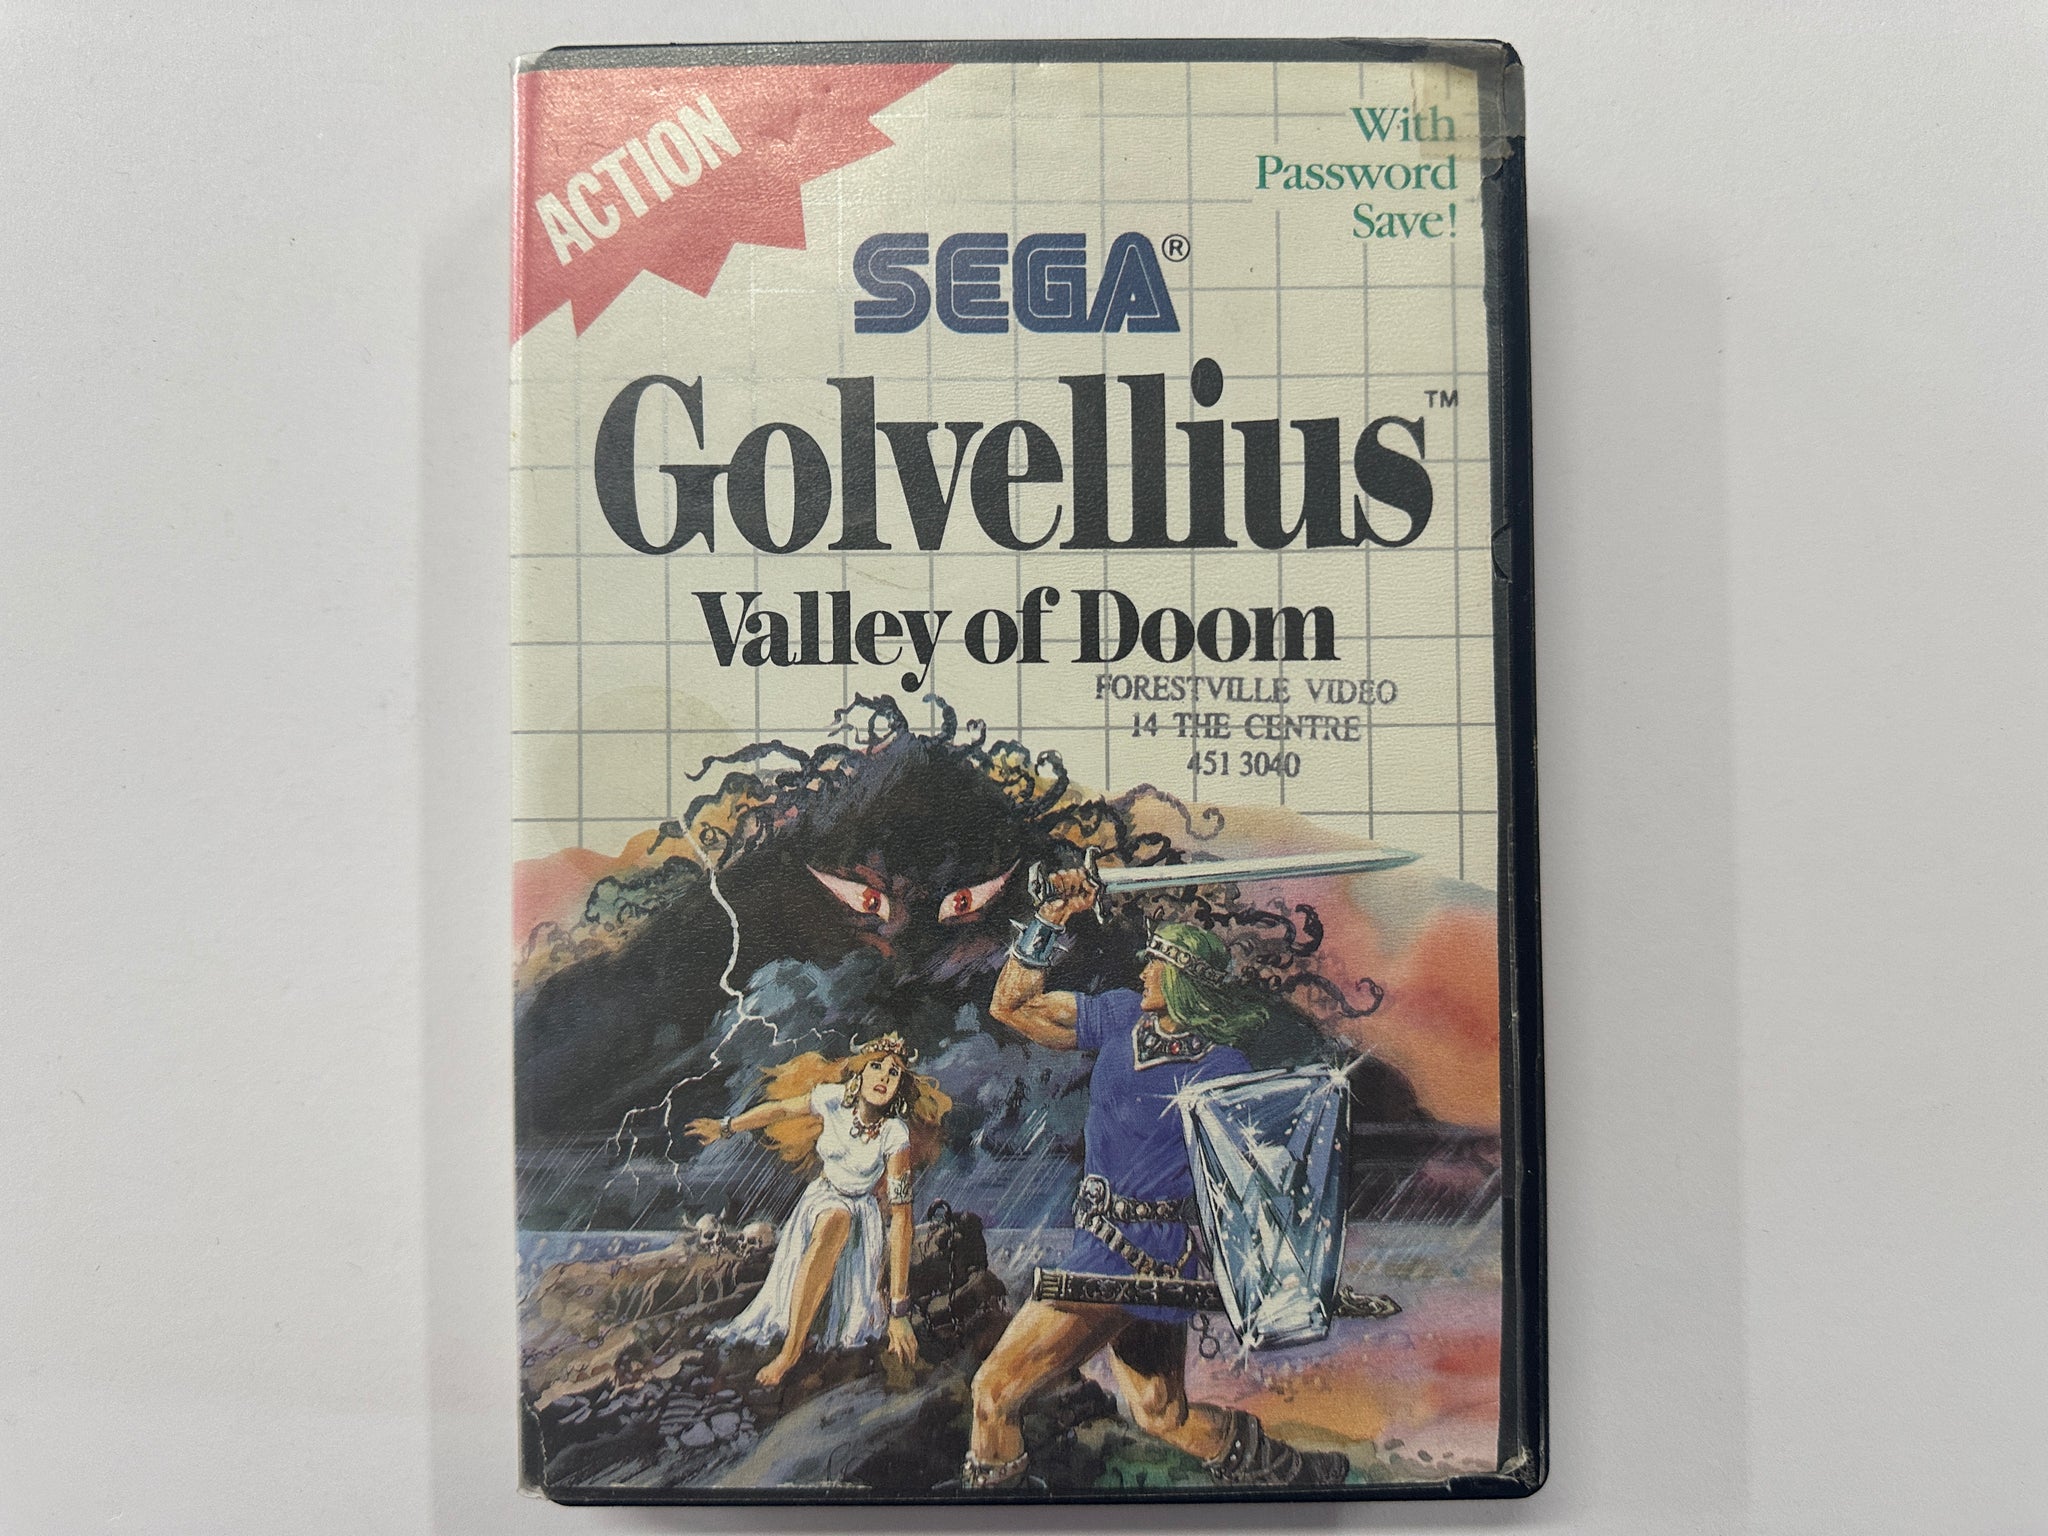 ACTION
With
Password
Save!
SEGA®
Golvellius™
Valley of Doom
FORESTVILLE VIDEO
14 THE CENTRE
451 3040